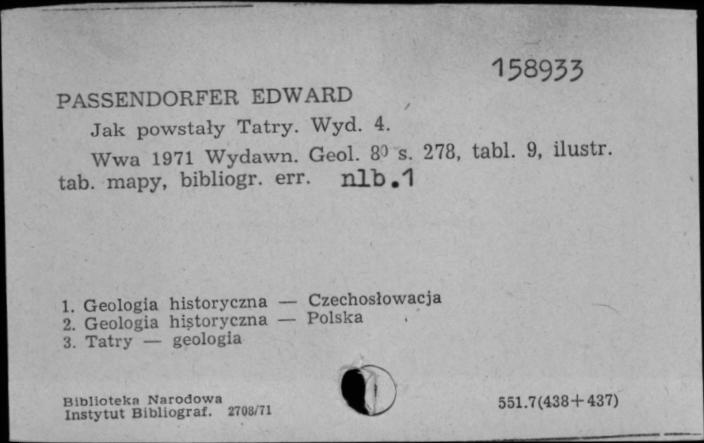 158933
PASSENDORFER EDWARD
Jak powstały Tatry. Wyd. 4.
Wwa 1971 Wydawn. Geol. 8º s. 278, tabl. 9, ilustr.
tab. mapy, bibliogr. err. nlb.1
1. Geologia historyczna — Czechosłowacja
2. Geologia historyczna — Polska
3. Tatry — geologia
Biblioteka Narodowa
Instytut Bibliograf. 2708/71
551.7(438+437)